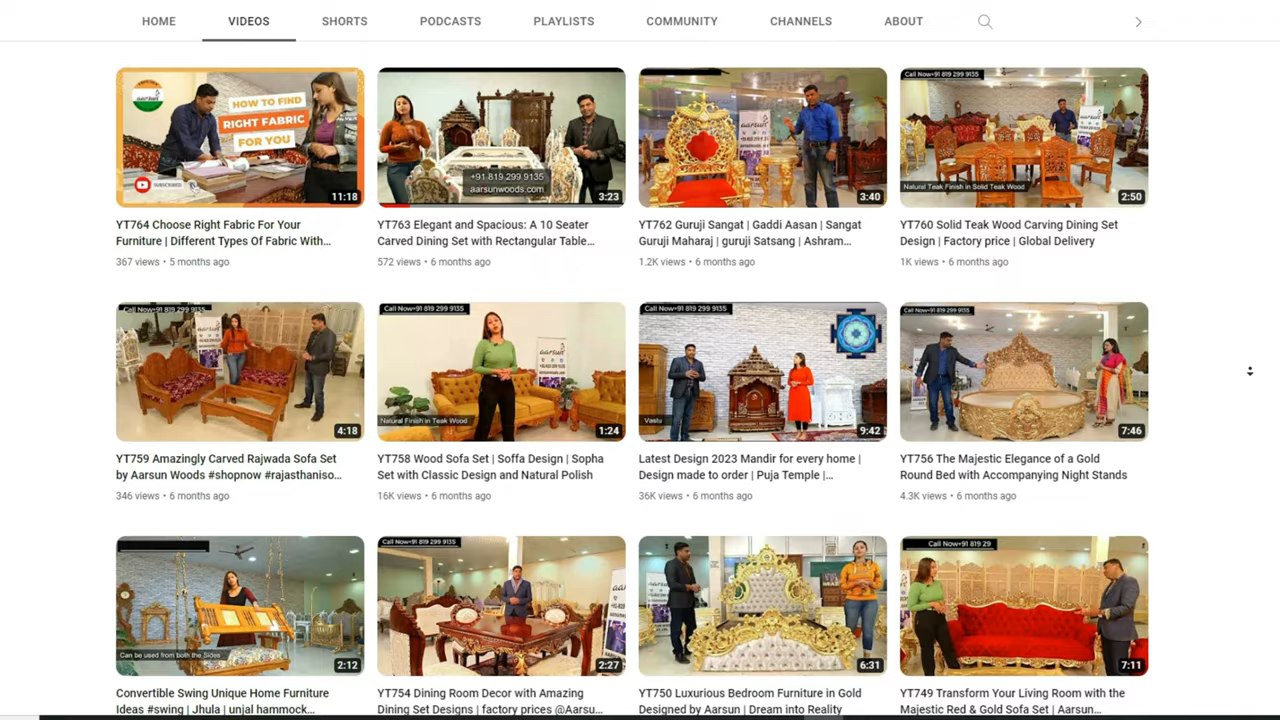 HOME VIDEOS SHORTS PODCASTS PLAYLISTS COMMUNITY CHANNELS ABOUT
aarsun
HOW TO FIND
RIGHT FABRIC
FOR YOU
SUBSCRIBED
11:18
YT764 Choose Right Fabric For Your
Furniture | Different Types Of Fabric With...
367 views • 5 months ago
+91 819 299 9135
aarsunwoods.com
3:23
YT763 Elegant and Spacious: A 10 Seater
Carved Dining Set with Rectangular Table...
572 views • 6 months ago
3:40
YT762 Guruji Sangat | Gaddi Aasan | Sangat
Guruji Maharaj | guruji Satsang | Ashram...
1.2K views • 6 months ago
Call Now+91 819 299 9135
Natural Teak Finish in Solid Teak Wood
2:50
YT760 Solid Teak Wood Carving Dining Set
Design | Factory price | Global Delivery
1K views • 6 months ago
Call Now+91 819 299 9135
aarsun
4:18
YT759 Amazingly Carved Rajwada Sofa Set
by Aarsun Woods #shopnow #rajasthaniso...
346 views • 6 months ago
Call Now+91 819 299 9135
aarsun
Natural Finish in Teak Wood
1:24
YT758 Wood Sofa Set | Soffa Design | Sopha
Set with Classic Design and Natural Polish
16K views • 6 months ago
Call Now+91 819 299 9135
Vastu
9:42
Latest Design 2023 Mandir for every home |
Design made to order | Puja Temple |...
36K views • 6 months ago
Call Now+91 819 299 9135
7:46
YT756 The Majestic Elegance of a Gold
Round Bed with Accompanying Night Stands
4.3K views • 6 months ago
Can be used from both the Sides
2:12
Convertible Swing Unique Home Furniture
Ideas #swing | Jhula | unjal hammock...
Call Now+91 819 299 9135
2:27
YT754 Dining Room Decor with Amazing
Dining Set Designs | factory prices @Aarsu...
6:31
YT750 Luxurious Bedroom Furniture in Gold
Designed by Aarsun | Dream into Reality
Call Now+91 819 29
7:11
YT749 Transform Your Living Room with the
Majestic Red & Gold Sofa Set | Aarsun...